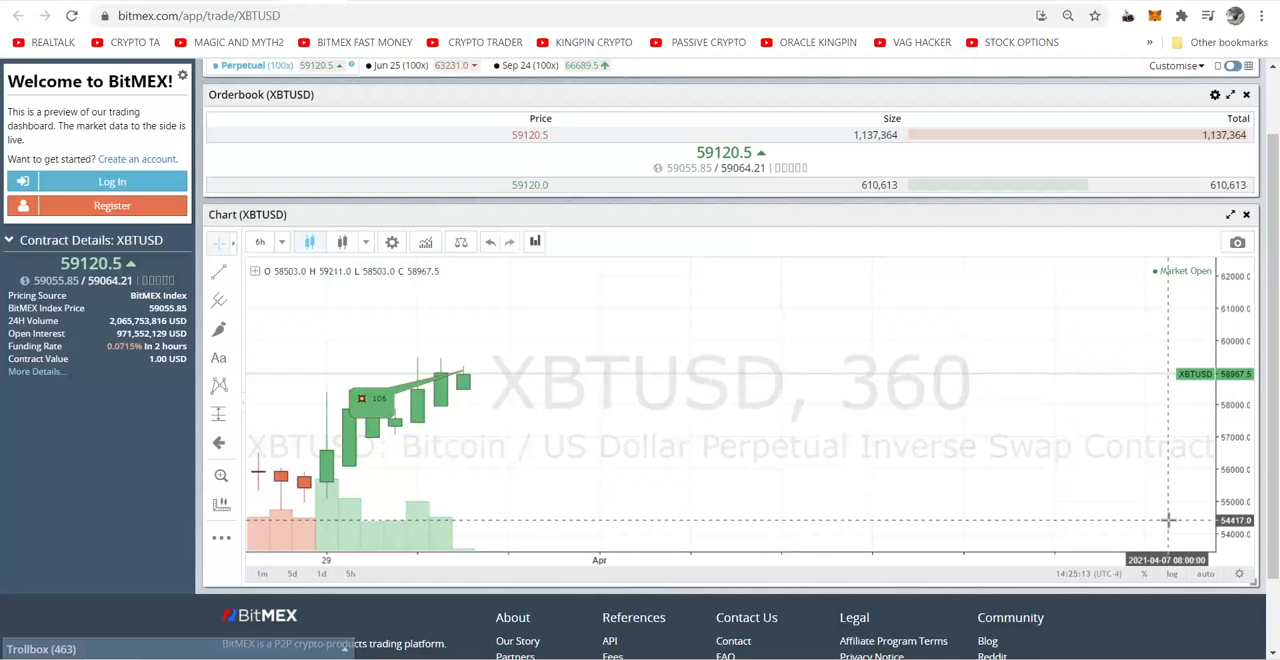 bitmex.com/app/trade/XBTUSD
REALTALK CRYPTO TA MAGIC AND MYTH2 BITMEX FAST MONEY CRYPTO TRADER KINGPIN CRYPTO PASSIVE CRYPTO ORACLE KINGPIN VAG HACKER STOCK OPTIONS » Other bookmarks
Welcome to BitMEX!
This is a preview of our trading
dashboard. The market data to the side is
live.
Want to get started? Create an account.
Log In
Register
Contract Details: XBTUSD
59120.5
59055.85 / 59064.21
Pricing Source BitMEX Index
BitMEX Index Price 59055.85
24H Volume 2,065,753,816 USD
Open Interest 971,552,129 USD
Funding Rate 0.0715% In 2 hours
Contract Value 1.00 USD
More Details...
Trollbox (463)
Perpetual (100x) 59120.5 Jun 25 (100x) 63231.0 Sep 24 (100x) 66689.5 Customise
Orderbook (XBTUSD)
Price Size Total
59120.5 1,137,364 1,137,364
59120.5
59055.85 / 59064.21
59120.0 610,613 610,613
Chart (XBTUSD)
6h
O 58503.0 H 59211.0 L 58503.0 C 58967.5
Market Open
Aa
106
XBTUSD, 360
XBTUSD: Bitcoin / US Dollar Perpetual Inverse Swap Contract
62000.0
61000.0
60000.0
XBTUSD 58967.5
58000.0
57000.0
56000.0
55000.0
54417.0
54000.0
29 Apr 2021-04-07 08:00:00
1m 5d 1d 5h 14:25:13 (UTC-4) % log auto
BitMEX
BitMEX is a P2P crypto-products trading platform.
About
Our Story
Partners
References
API
Fees
Contact Us
Contact
FAQ
Legal
Affiliate Program Terms
Privacy Notice
Community
Blog
Reddit